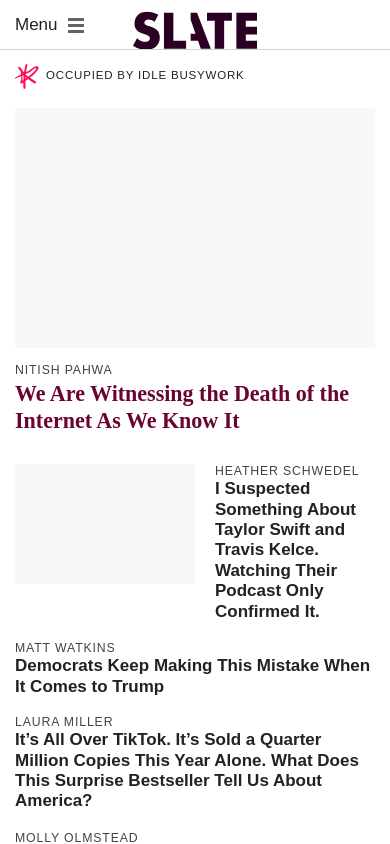 Menu
SLATE
OCCUPIED BY IDLE BUSYWORK
NITISH PAHWA
We Are Witnessing the Death of the
Internet As We Know It
HEATHER SCHWEDEL
I Suspected
Something About
Taylor Swift and
Travis Kelce.
Watching Their
Podcast Only
Confirmed It.
MATT WATKINS
Democrats Keep Making This Mistake When
It Comes to Trump
LAURA MILLER
It’s All Over TikTok. It’s Sold a Quarter
Million Copies This Year Alone. What Does
This Surprise Bestseller Tell Us About
America?
MOLLY OLMSTEAD